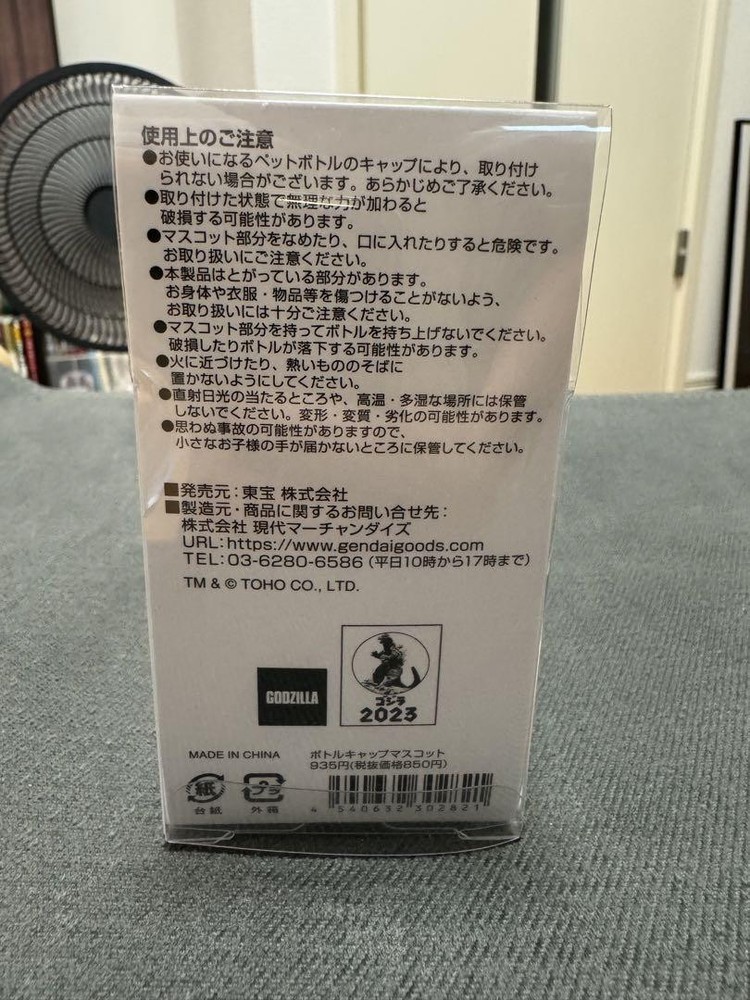 使用上のご注意
●お使いになるペットボトルのキャップにより、取り付け
られない場合がございます。あらかじめご了承ください。
●取り付けた状態で無理な力が加わると
破損する可能性があります。
●マスコット部分をなめたり、口に入れたりすると危険です。
お取り扱いにご注意ください。
●本製品はとがっている部分があります。
お身体や衣服・物品等を傷つけることがないよう、
お取り扱いには十分ご注意ください。
●マスコット部分を持ってボトルを持ち上げないでください。
破損したりボトルが落下する可能性があります。
●火に近づけたり、熱いもののそばに
置かないようにしてください。
●直射日光の当たるところや、高温・多湿な場所には保管
しないでください。変形・変質・劣化の可能性があります。
●思わぬ事故の可能性がありますので、
小さなお子様の手が届かないところに保管してください。
■発売元：東宝 株式会社
■製造元・商品に関するお問い合せ先：
株式会社 現代マーチャンダイズ
URL：https://www.gendaigoods.com
TEL：03-6280-6586（平日10時から17時まで）
TM & © TOHO CO., LTD.
GODZILLA
ゴジラ
2023
MADE IN CHINA
ボトルキャップマスコット
935円(税抜価格850円)
紙
台紙
プラ
外箱
4 540632 302821